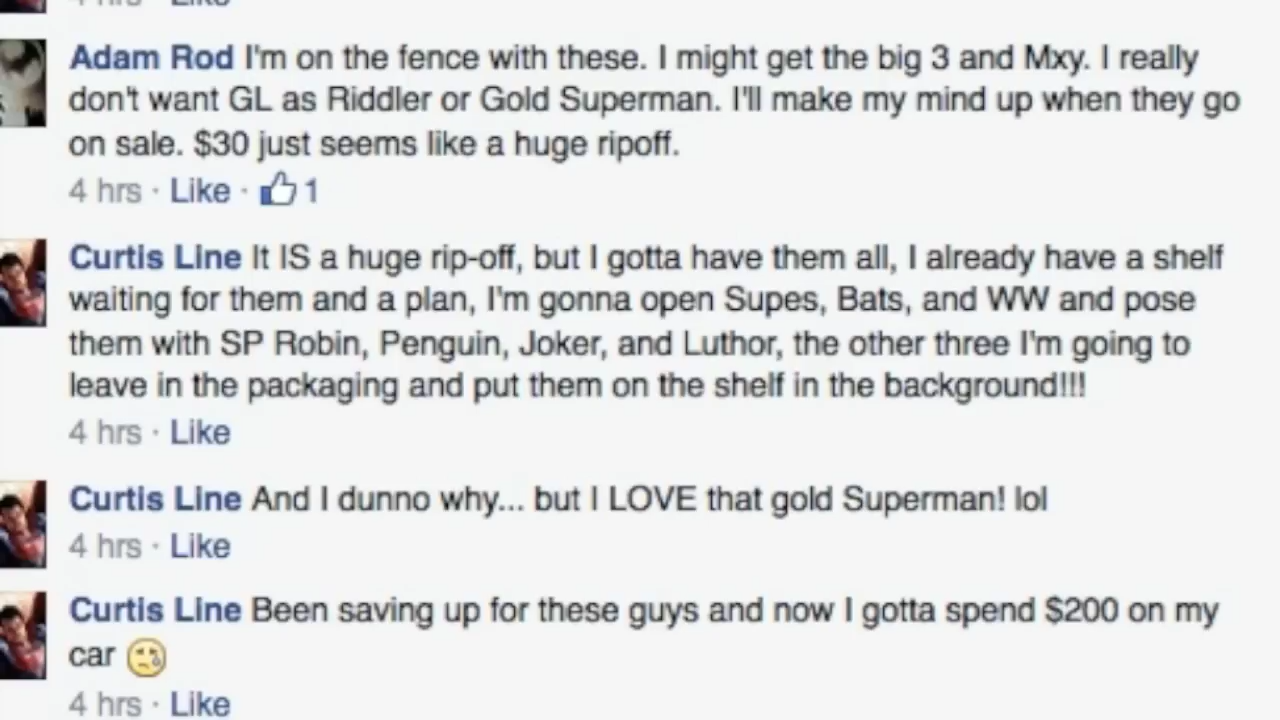 4 hrs Like
Adam Rod I'm on the fence with these. I might get the big 3 and Mxy. I really
don't want GL as Riddler or Gold Superman. I'll make my mind up when they go
on sale. $30 just seems like a huge ripoff.
4 hrs · Like · 1
Curtis Line It IS a huge rip-off, but I gotta have them all, I already have a shelf
waiting for them and a plan, I'm gonna open Supes, Bats, and WW and pose
them with SP Robin, Penguin, Joker, and Luthor, the other three I'm going to
leave in the packaging and put them on the shelf in the background!!!
4 hrs · Like
Curtis Line And I dunno why... but I LOVE that gold Superman! lol
4 hrs · Like
Curtis Line Been saving up for these guys and now I gotta spend $200 on my
car
4 hrs · Like